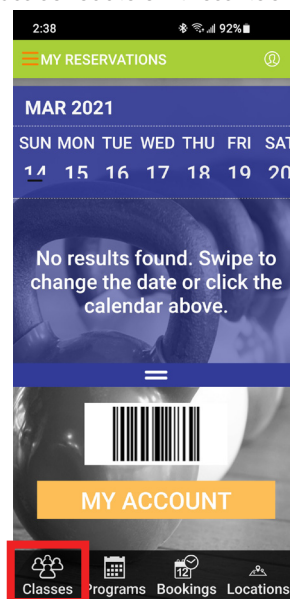 2:38 92%
MY RESERVATIONS
MAR 2021
SUN MON TUE WED THU FRI SAT
14 15 16 17 18 19 20
No results found. Swipe to
change the date or click the
calendar above.
MY ACCOUNT
12
Classes Programs Bookings Locations